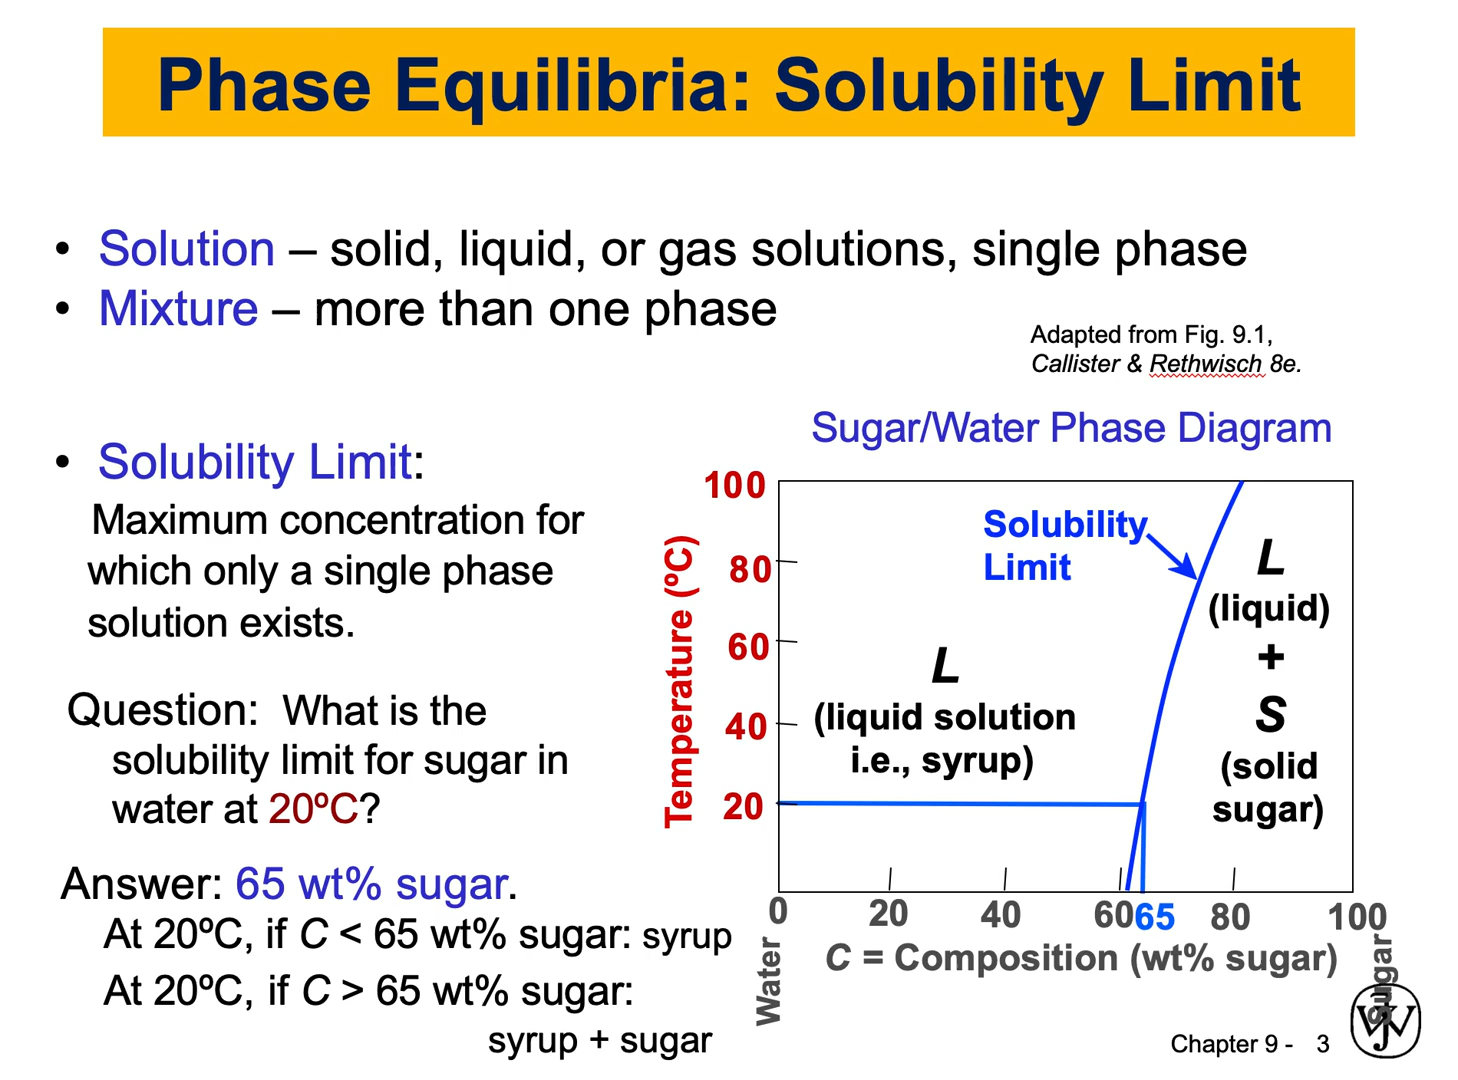 Phase Equilibria: Solubility Limit
• Solution – solid, liquid, or gas solutions, single phase
• Mixture – more than one phase
Adapted from Fig. 9.1,
Callister & Rethwisch 8e.
• Solubility Limit:
Maximum concentration for
which only a single phase
solution exists.
Question: What is the
solubility limit for sugar in
water at 20ºC?
Answer: 65 wt% sugar.
At 20ºC, if C < 65 wt% sugar: syrup
At 20ºC, if C > 65 wt% sugar:
syrup + sugar
Sugar/Water Phase Diagram
Temperature (ºC)
100
80
60
40
20
Solubility
Limit
L
(liquid solution
i.e., syrup)
L
(liquid)
+
S
(solid
sugar)
0 20 40 60 65 80 100
C = Composition (wt% sugar)
Water
Sugar
Chapter 9 - 3